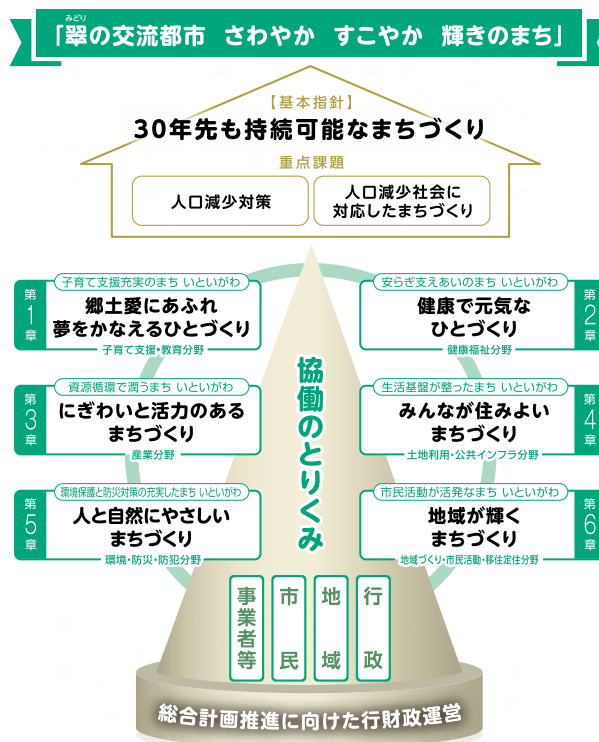 みどり
「翠の交流都市 さわやか すこやか 輝きのまち」
【基本指針】
30年先も持続可能なまちづくり
重点課題
人口減少対策
人口減少社会に
対応したまちづくり
第1章
子育て支援充実のまち いといがわ
郷土愛にあふれ
夢をかなえるひとづくり
子育て支援・教育分野
第2章
安らぎ支えあいのまち いといがわ
健康で元気な
ひとづくり
健康福祉分野
第3章
資源循環で潤うまち いといがわ
にぎわいと活力のある
まちづくり
産業分野
第4章
生活基盤が整ったまち いといがわ
みんなが住みよい
まちづくり
土地利用・公共インフラ分野
第5章
環境保護と防災対策の充実したまち いといがわ
人と自然にやさしい
まちづくり
環境・防災・防犯分野
第6章
市民活動が活発なまち いといがわ
地域が輝く
まちづくり
地域づくり・市民活動・移住定住分野
協働のとりくみ
事業者等
市民
地域
行政
総合計画推進に向けた行財政運営